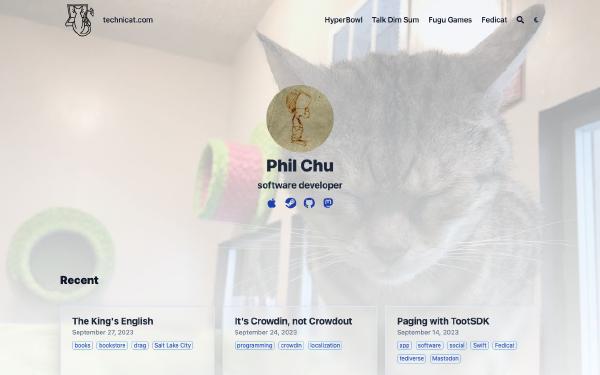 technicat.com
HyperBowl Talk Dim Sum Fugu Games Fedicat
Phil Chu
software developer
Recent
The King's English
September 27, 2023
books bookstore drag Salt Lake City
It's Crowdin, not Crowdout
September 24, 2023
programming crowdin localization
Paging with TootSDK
September 14, 2023
app software social Swift Fedicat
fediverse Mastodon